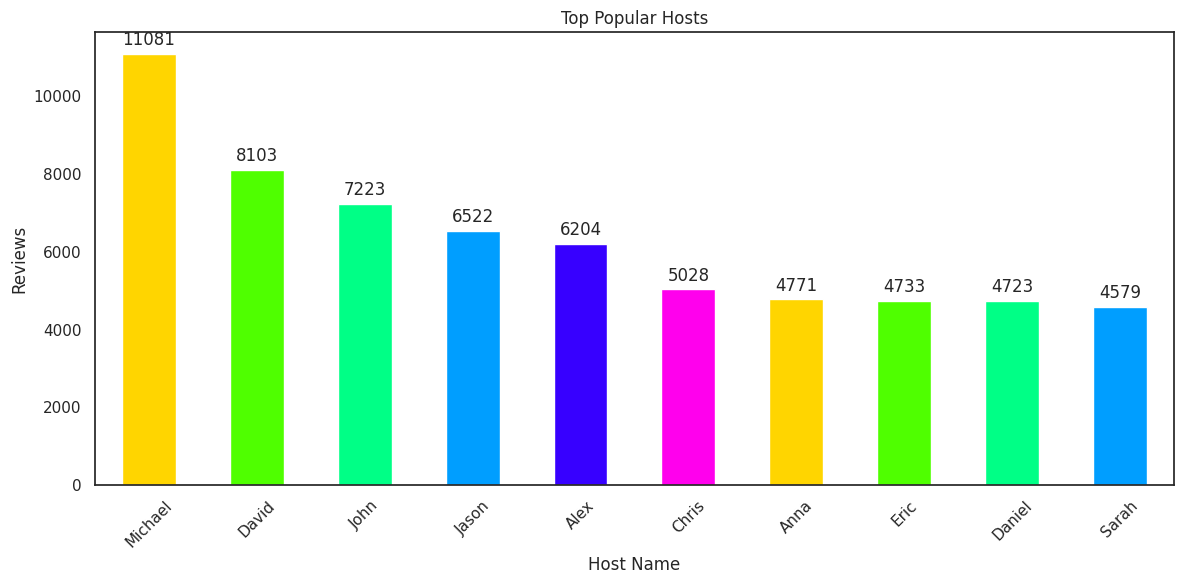 Top Popular Hosts
11081
8103
7223
6522
6204
5028
4771
4733
4723
4579
10000
8000
6000
4000
2000
0
Reviews
Michael
David
John
Jason
Alex
Chris
Anna
Eric
Daniel
Sarah
Host Name